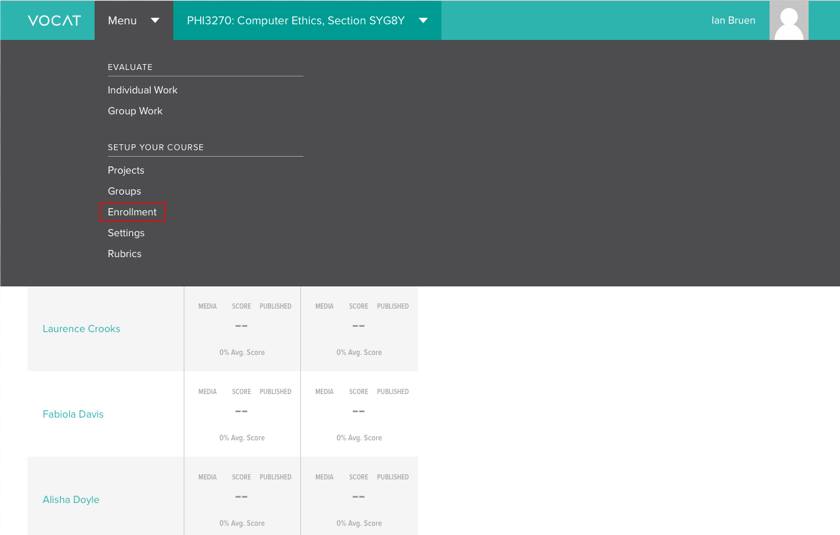 VOCAT Menu PHI3270: Computer Ethics, Section SYG8Y Ian Bruen
EVALUATE
Individual Work
Group Work
SETUP YOUR COURSE
Projects
Groups
Enrollment
Settings
Rubrics
MEDIA SCORE PUBLISHED MEDIA SCORE PUBLISHED
Laurence Crooks -- --
0% Avg. Score 0% Avg. Score
MEDIA SCORE PUBLISHED MEDIA SCORE PUBLISHED
Fabiola Davis -- --
0% Avg. Score 0% Avg. Score
MEDIA SCORE PUBLISHED MEDIA SCORE PUBLISHED
Alisha Doyle -- --
0% Avg. Score 0% Avg. Score